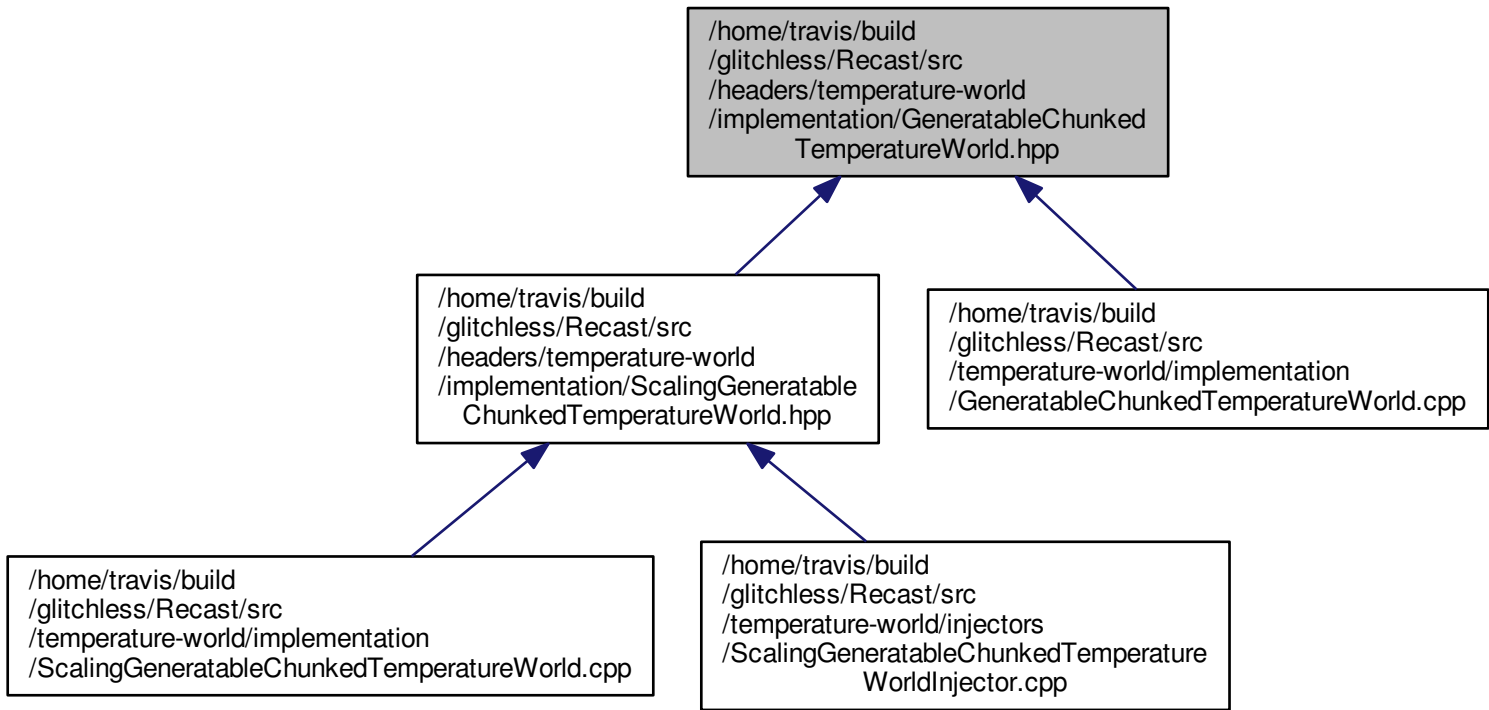 /home/travis/build
/glitchless/Recast/src
/headers/temperature-world
/implementation/GeneratableChunked
TemperatureWorld.hpp
/home/travis/build
/glitchless/Recast/src
/headers/temperature-world
/implementation/ScalingGeneratable
ChunkedTemperatureWorld.hpp
/home/travis/build
/glitchless/Recast/src
/temperature-world/implementation
/GeneratableChunkedTemperatureWorld.cpp
/home/travis/build
/glitchless/Recast/src
/temperature-world/implementation
/ScalingGeneratableChunkedTemperatureWorld.cpp
/home/travis/build
/glitchless/Recast/src
/temperature-world/injectors
/ScalingGeneratableChunkedTemperature
WorldInjector.cpp